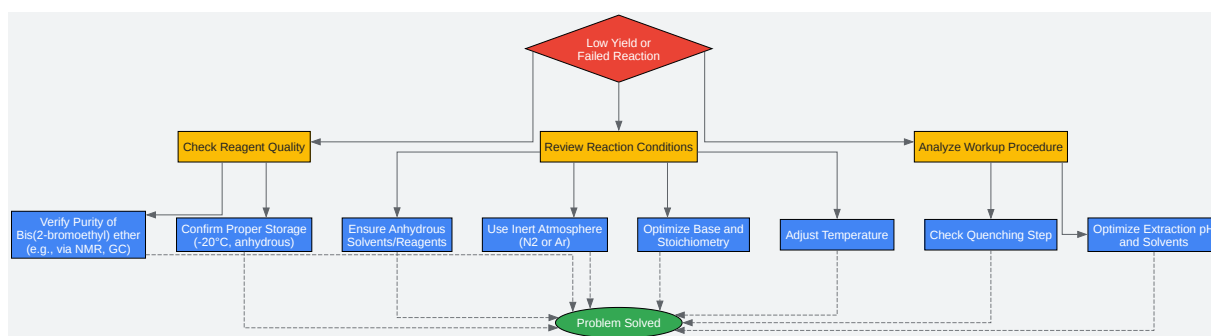 Low Yield or
Failed Reaction
Check Reagent Quality
Review Reaction Conditions
Analyze Workup Procedure
Verify Purity of
Bis(2-bromoethyl) ether
(e.g., via NMR, GC)
Confirm Proper Storage
(-20°C, anhydrous)
Ensure Anhydrous
Solvents/Reagents
Use Inert Atmosphere
(N2 or Ar)
Optimize Base and
Stoichiometry
Adjust Temperature
Check Quenching Step
Optimize Extraction pH
and Solvents
Problem Solved